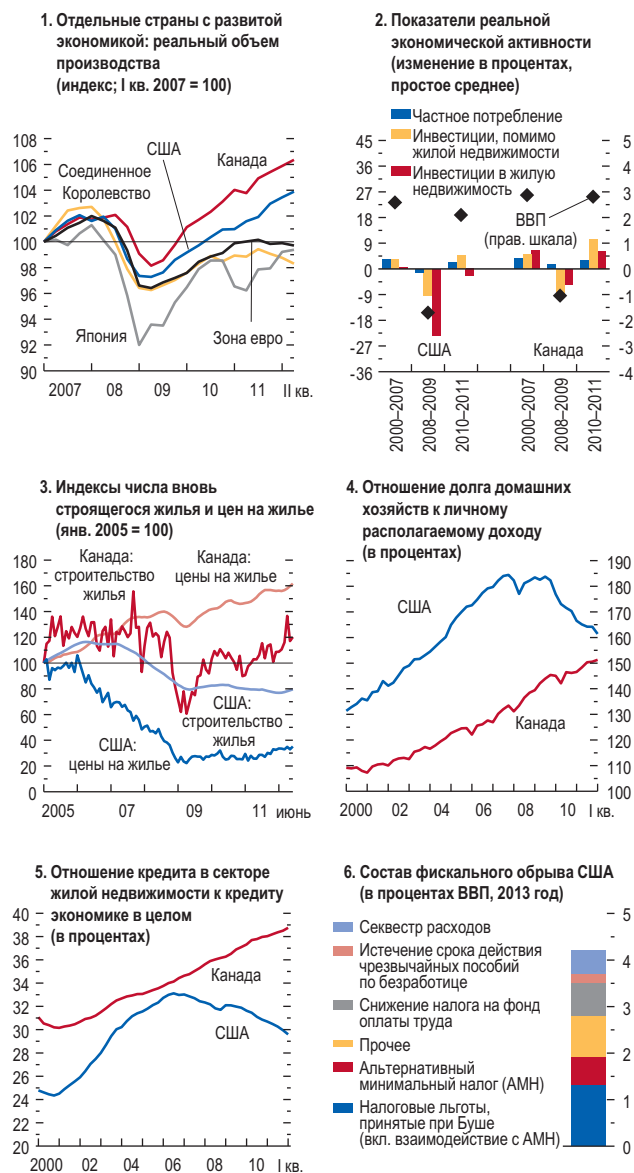 1. Отдельные страны с развитой
экономикой: реальный объем
производства
(индекс; I кв. 2007 = 100)
108
106
104
102
100
98
96
94
92
90
США
Канада
Соединенное
Королевство
Япония
Зона евро
2007 08 09 10 11 II кв.
2. Показатели реальной
экономической активности
(изменение в процентах,
простое среднее)
Частное потребление
Инвестиции, помимо
жилой недвижимости
Инвестиции в жилую
недвижимость
45
36
27
18
9
0
-9
-18
-27
-36
5
4
3
2
1
0
-1
-2
-3
-4
ВВП
(прав. шкала)
США
Канада
2000–2007
2008–2009
2010–2011
2000–2007
2008–2009
2010–2011
3. Индексы числа вновь
строящегося жилья и цен на жилье
(янв. 2005 = 100)
180
160
140
120
100
80
60
40
20
0
Канада:
строительство
жилья
Канада:
цены на жилье
США:
строительство
жилья
США:
цены на жилье
2005 07 09 11 июнь
4. Отношение долга домашних
хозяйств к личному
располагаемому доходу
(в процентах)
190
180
170
160
150
140
130
120
110
100
США
Канада
2000 02 04 06 08 10 I кв.
5. Отношение кредита в секторе
жилой недвижимости к кредиту
экономике в целом
(в процентах)
40
38
36
34
32
30
28
26
24
22
20
Канада
США
2000 02 04 06 08 10 I кв.
6. Состав фискального обрыва США
(в процентах ВВП, 2013 год)
Секвестр расходов
Истечение срока действия
чрезвычайных пособий
по безработице
Снижение налога на фонд
оплаты труда
Прочее
Альтернативный
минимальный налог (АМН)
Налоговые льготы,
принятые при Буше
(вкл. взаимодействие с АМН)
5
4
3
2
1
0